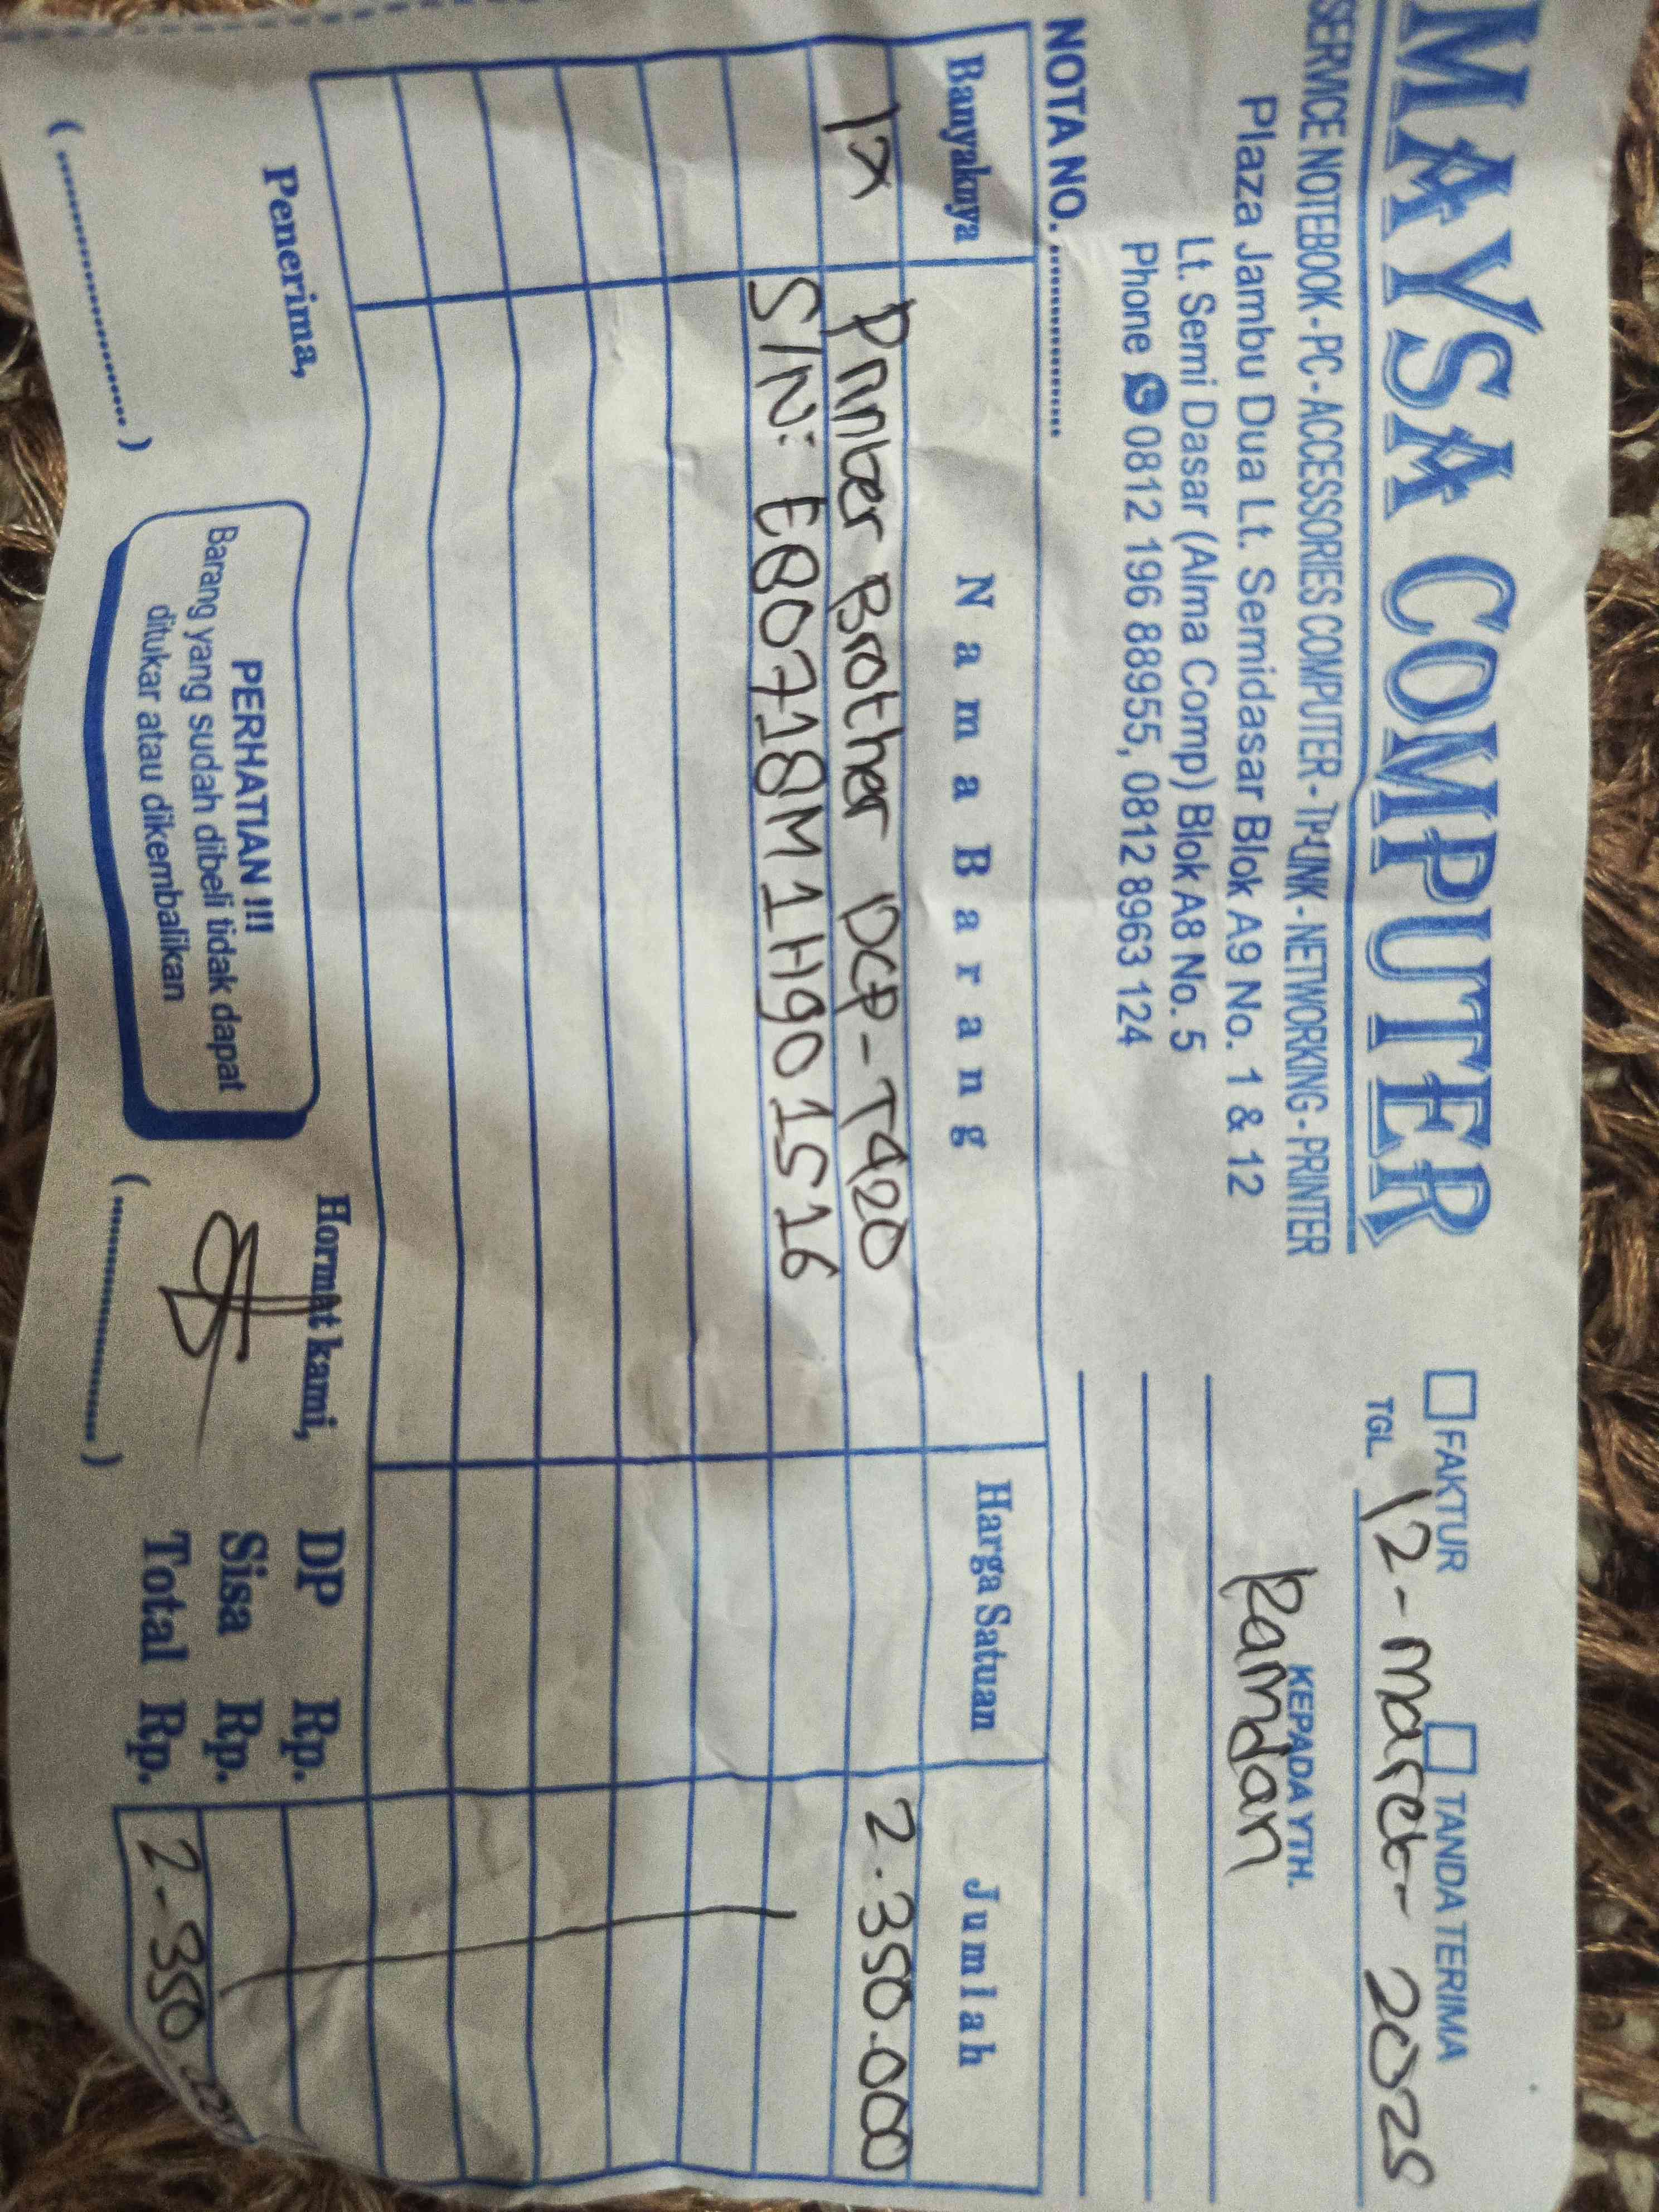 MAYSA COMPUTER
SERVICE NOTEBOOK - PC - ACCESSORIES COMPUTER - TPLINK - NETWORKING - PRINTER
Plaza Jambu Dua Lt. Semidasar Blok A9 No. 1 & 12
Lt. Semi Dasar (Alma Comp) Blok A8 No. 5
Phone 0812 196 88955, 0812 8963 124
FAKTUR TANDA TERIMA
TGL. 12 - maret - 2025
KEPADA YTH.
Ramdan
NOTA NO. ............
Banyaknya Nama Barang Harga Satuan Jumlah
1x Printer Brother DCP-T420 2.350.000
S/N: E80718M1H901516
Penerima,
(........................)
PERHATIAN !!!
Barang yang sudah dibeli tidak dapat
ditukar atau dikembalikan
Hormat kami,
(........................)
DP Rp.
Sisa Rp.
Total Rp. 2-350